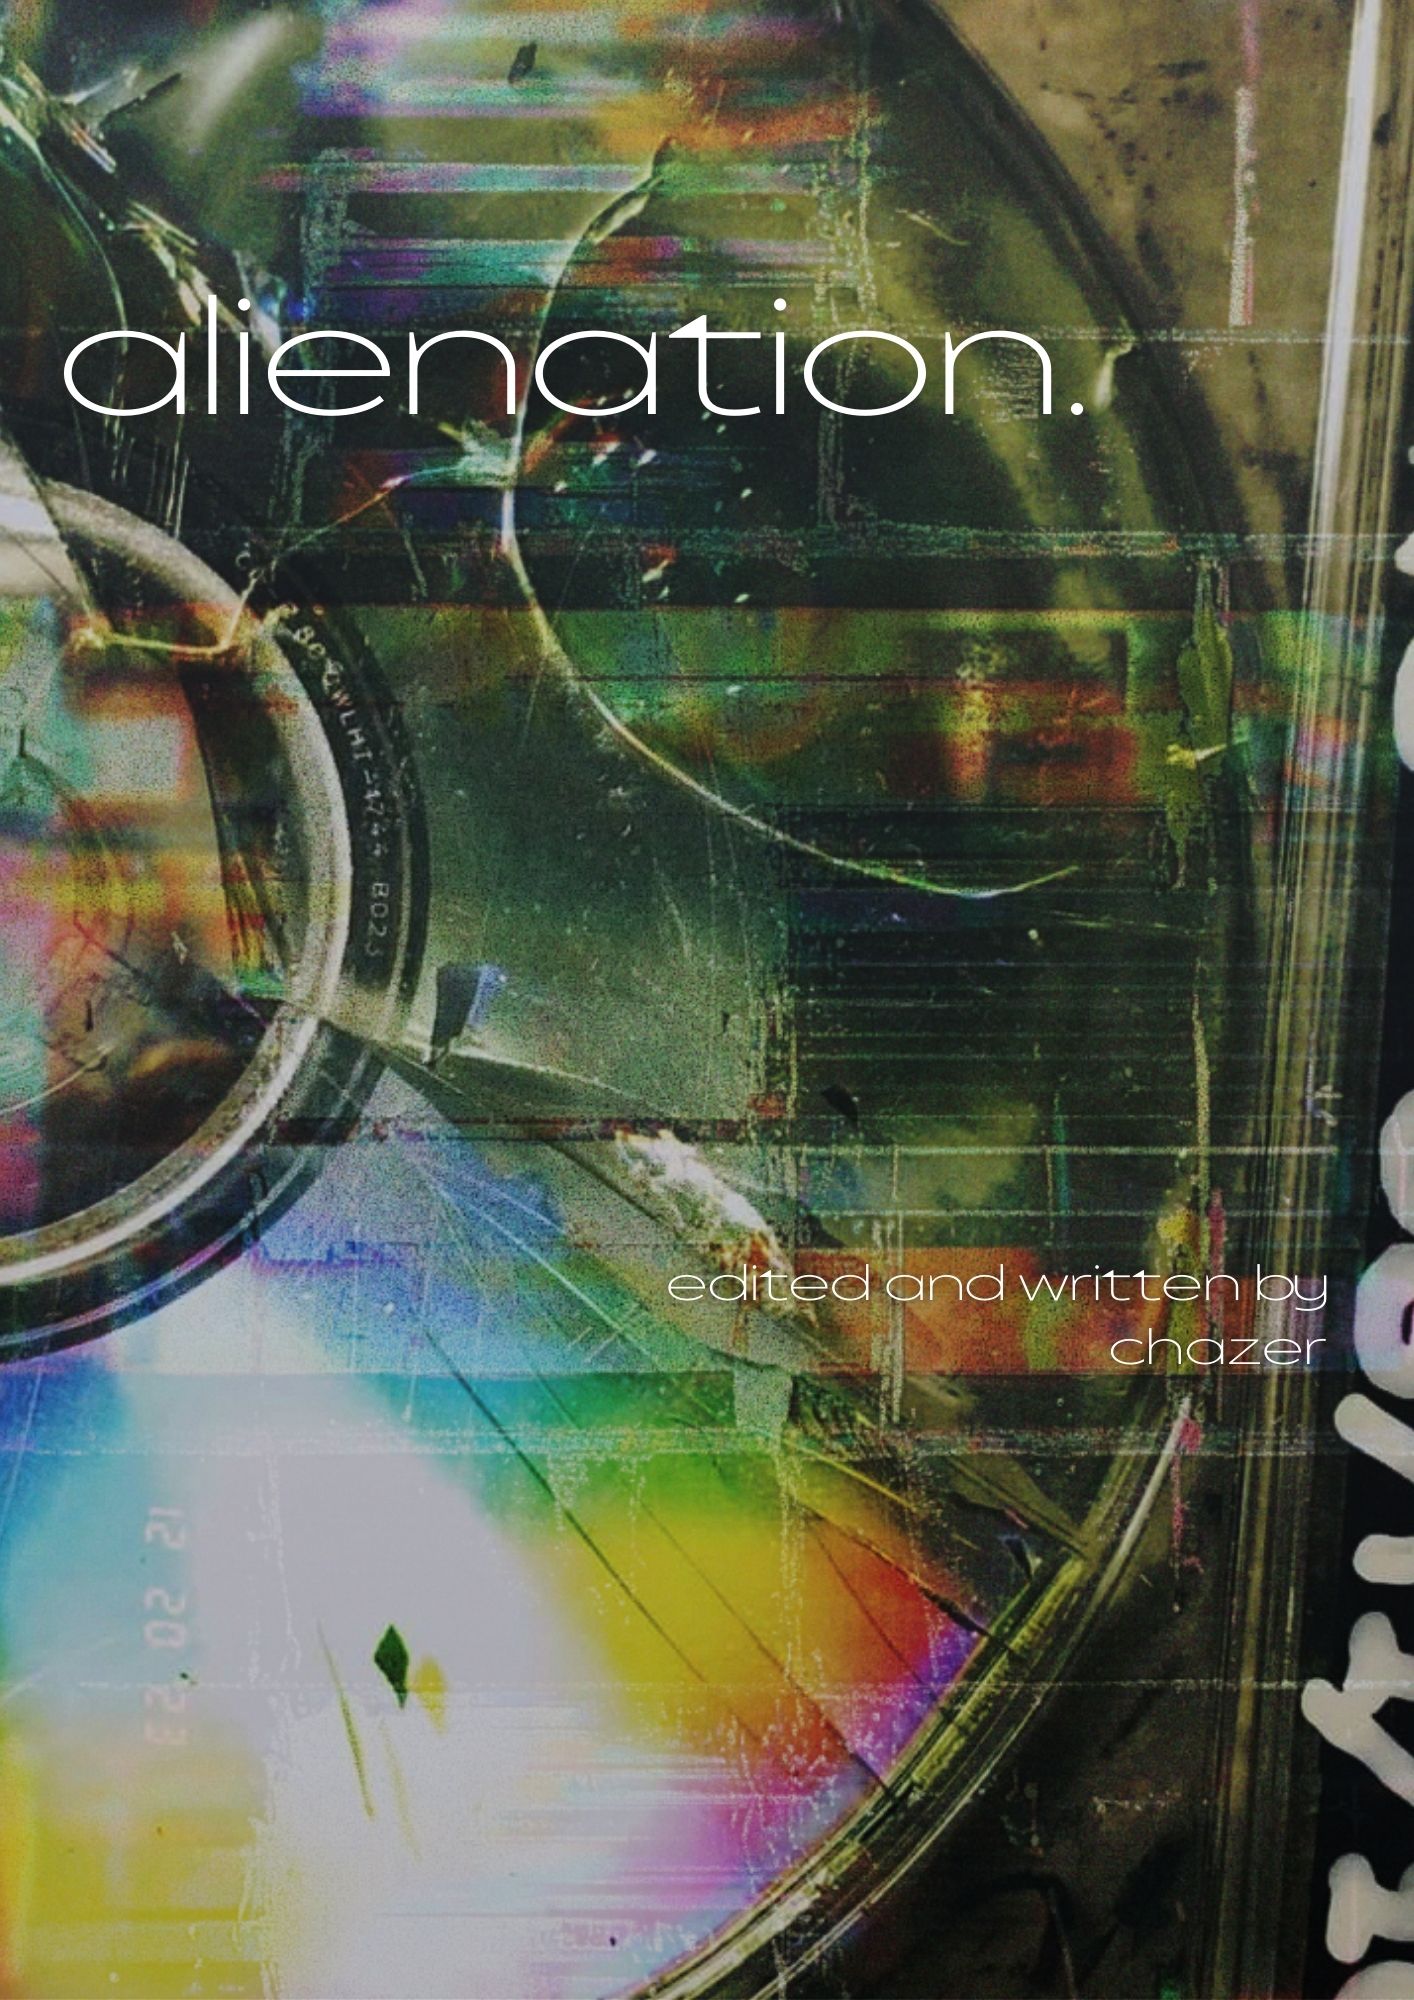 alienation.
edited and written by
chazer